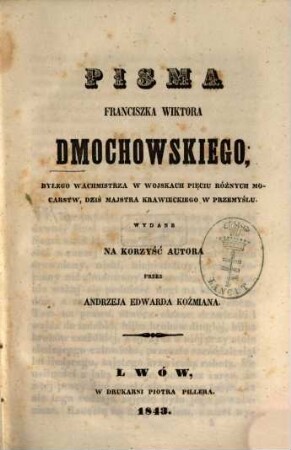 PISMA
FRANCISZKA WIKTORA
DMOCHOWSKIEGO,
BYŁEGO WACHMISTRZA W WOJSKACH PIĘCIU RÓŻNYCH MO-
CARSTW, DZIŚ MAJSTRA KRAWIECKIEGO W PRZEMYŚLU.
WYDANE
NA KORZYŚĆ AUTORA
PRZEZ
ANDRZEJA EDWARDA KOŹMIANA.
LWÓW,
W DRUKARNI PIOTRA PILLERA.
1843.